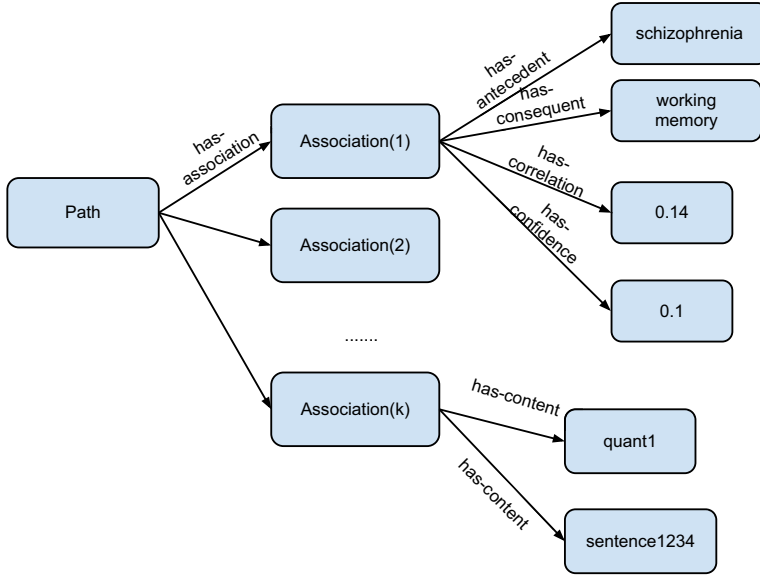 schizophrenia
has-
antecedent
has-
consequent
working
memory
has-
association
Association(1)
has-
correlation
Path
0.14
has-
confidence
Association(2)
0.1
.......
Association(k)
has-content
quant1
has-content
sentence1234